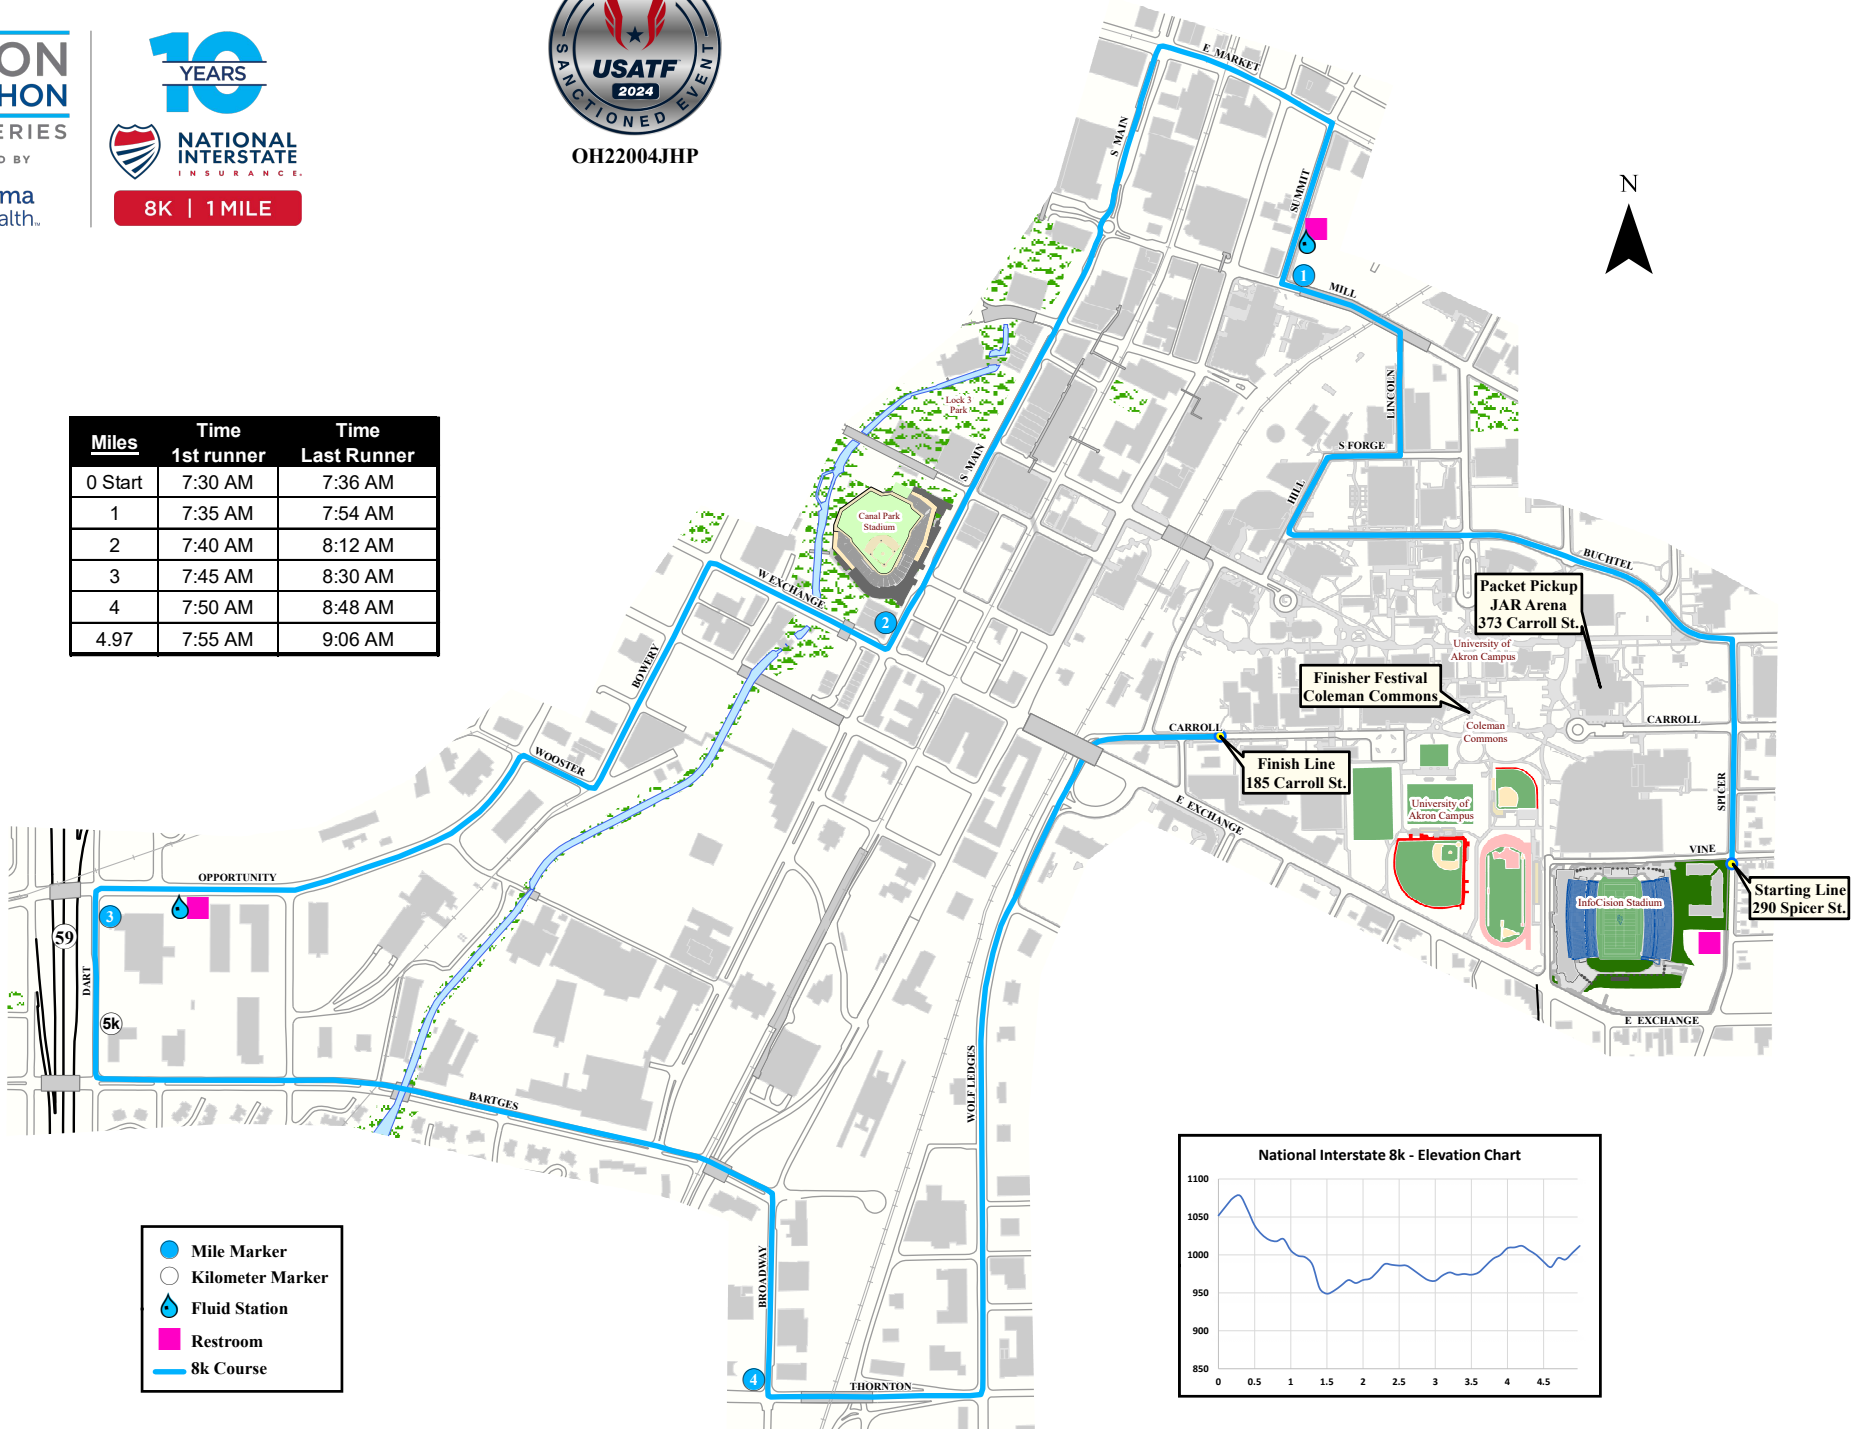 ON
HON
ERIES
D BY
ma
alth™
10
YEARS
NATIONAL
INTERSTATE
INSURANCE.
8K | 1 MILE
SANCTIONED EVENT
USATF
2024
OH22004JHP
N
Miles Time 1st runner Time Last Runner
0 Start 7:30 AM 7:36 AM
1 7:35 AM 7:54 AM
2 7:40 AM 8:12 AM
3 7:45 AM 8:30 AM
4 7:50 AM 8:48 AM
4.97 7:55 AM 9:06 AM
E MARKET
S MAIN
SUMMIT
1
MILL
LINCOLN
S FORGE
HILL
Lock 3
Park
S MAIN
Canal Park
Stadium
W EXCHANGE
2
BUCHTEL
Packet Pickup
JAR Arena
373 Carroll St.
University of
Akron Campus
Finisher Festival
Coleman Commons
Coleman
Commons
CARROLL
CARROLL
Finish Line
185 Carroll St.
E EXCHANGE
University of
Akron Campus
SPICER
VINE
InfoCision Stadium
Starting Line
290 Spicer St.
E EXCHANGE
BOWERY
WOOSTER
OPPORTUNITY
3
59
DART
5k
BARTGES
WOLF LEDGES
BROADWAY
4
THORNTON
Mile Marker
Kilometer Marker
Fluid Station
Restroom
8k Course
National Interstate 8k - Elevation Chart
1100
1050
1000
950
900
850
0 0.5 1 1.5 2 2.5 3 3.5 4 4.5